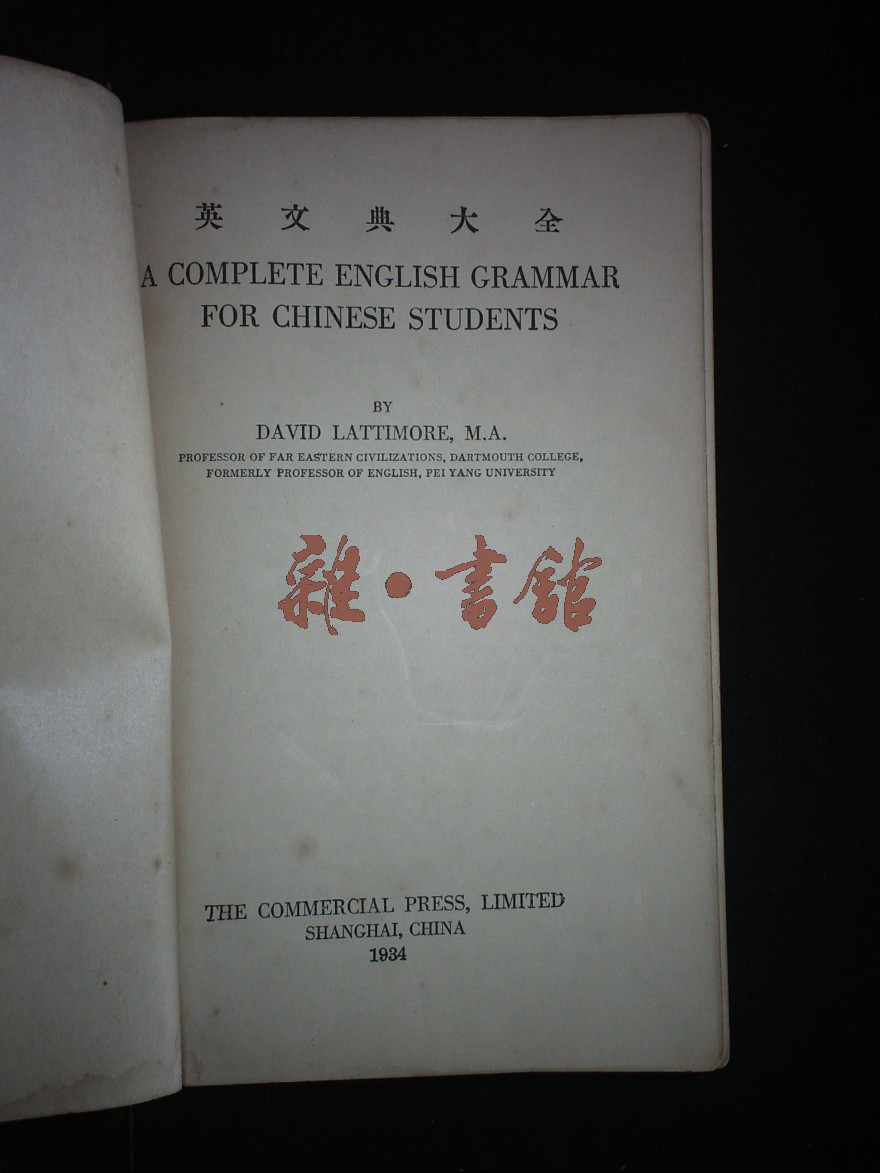 英文典大全
A COMPLETE ENGLISH GRAMMAR
FOR CHINESE STUDENTS
BY
DAVID LATTIMORE, M.A.
PROFESSOR OF FAR EASTERN CIVILIZATIONS, DARTMOUTH COLLEGE,
FORMERLY PROFESSOR OF ENGLISH, PEI YANG UNIVERSITY
雜·書館
THE COMMERCIAL PRESS, LIMITED
SHANGHAI, CHINA
1934